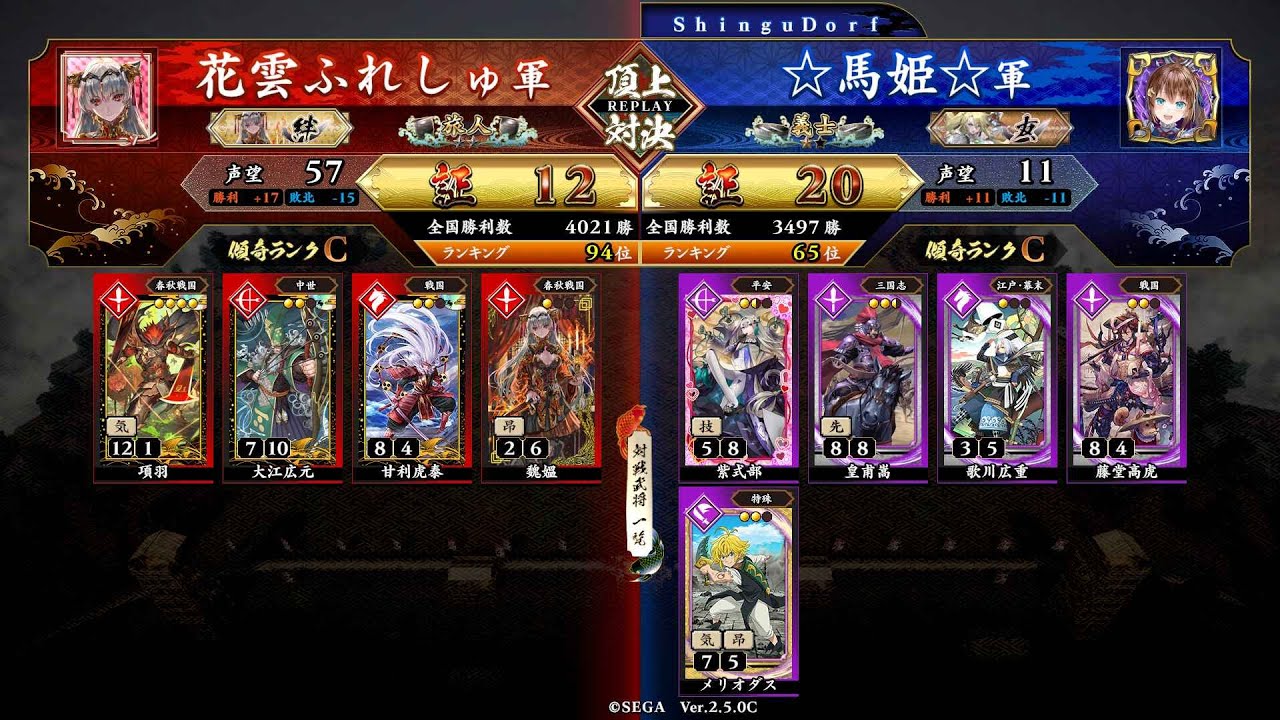 ShinguDorf
花雲ふれしゅ軍
頂上
REPLAY
対決
☆馬姫☆軍
絆
旅人
義士
女
声望 57
勝利 +17 敗北 -15
証 12
証 20
声望 11
勝利 +11 敗北 -11
全国勝利数 4021勝
全国勝利数 3497勝
傾奇ランクC
ランキング 94位
ランキング 65位
傾奇ランクC
春秋戦国
気
12 1
項羽
中世
7 10
大江広元
戦国
8 4
甘利虎泰
春秋戦国
昂
2 6
魏媼
平安
技
5 8
紫式部
三国志
先
8 8
皇甫嵩
江戸・幕末
3 5
歌川広重
戦国
8 4
藤堂高虎
対戦武将一覧
特殊
気 昂
7 5
メリオダス
©SEGA Ver.2.5.0C